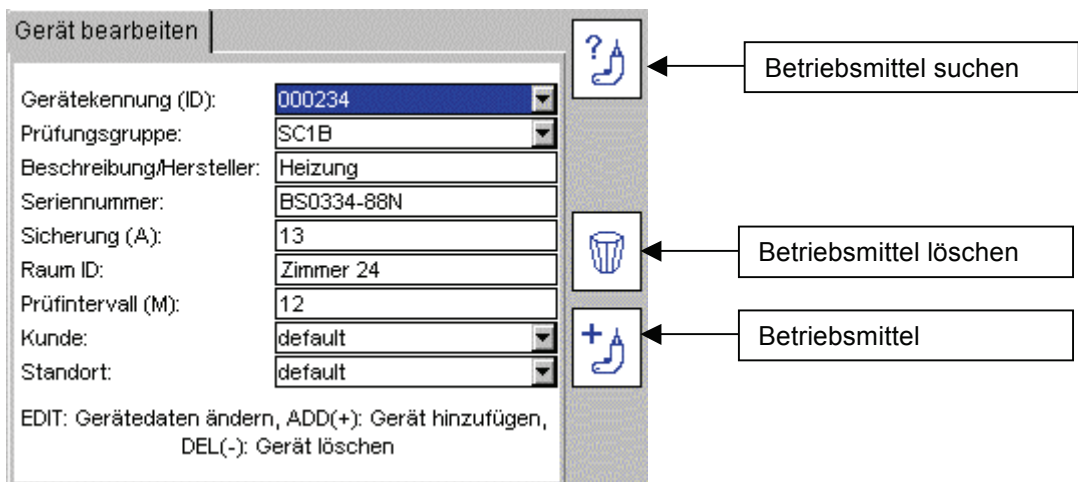 Gerät bearbeiten
Gerätekennung (ID): 000234
Prüfungsgruppe: SC1B
Beschreibung/Hersteller: Heizung
Seriennummer: BS0334-88N
Sicherung (A): 13
Raum ID: Zimmer 24
Prüfintervall (M): 12
Kunde: default
Standort: default
EDIT: Gerätedaten ändern, ADD(+): Gerät hinzufügen,
DEL(-): Gerät löschen
?
Betriebsmittel suchen
Betriebsmittel löschen
+
Betriebsmittel